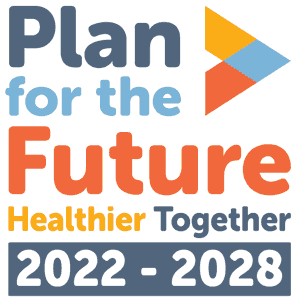 Plan
for the
Future
Healthier Together
2022 - 2028